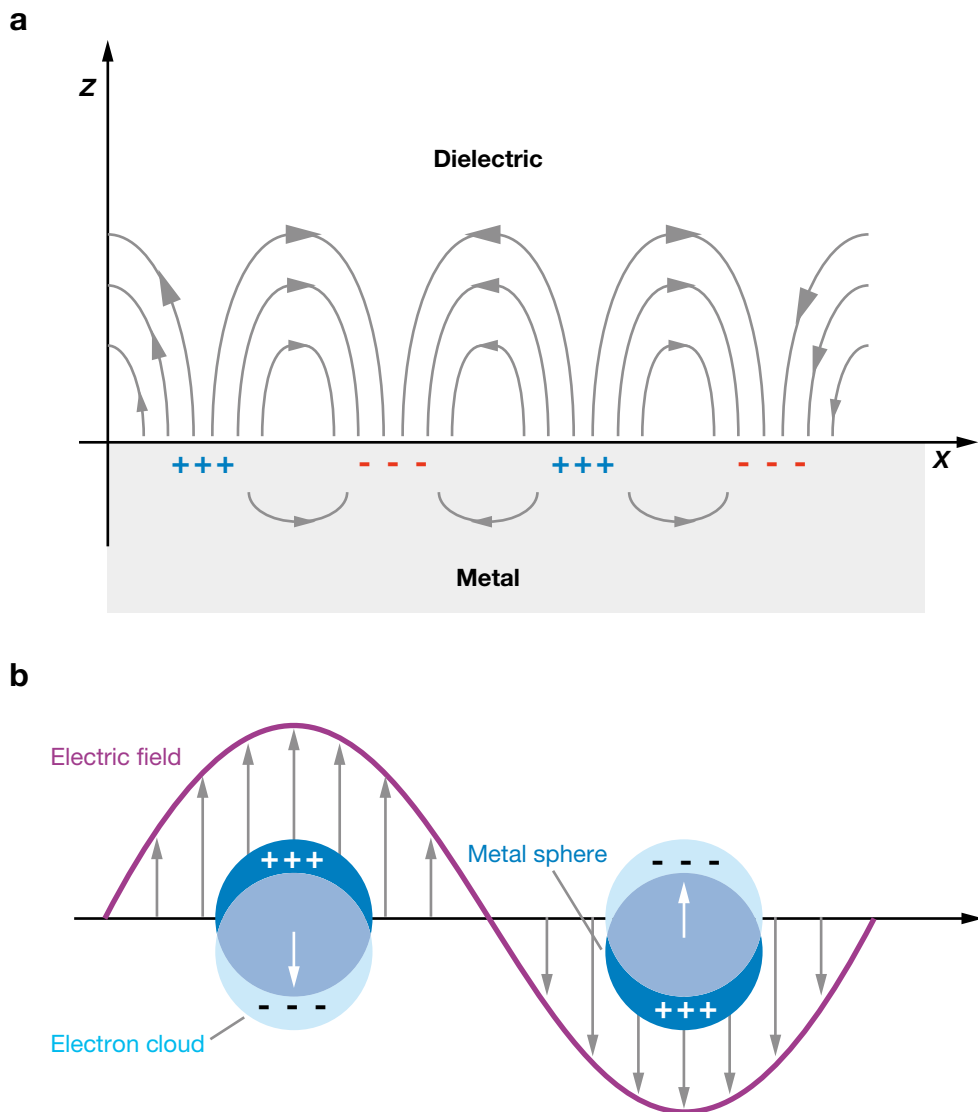 a
z
Dielectric
+++ - - - +++ - - -
x
Metal
b
Electric field
+++
Metal sphere
- - -
- - -
+++
Electron cloud